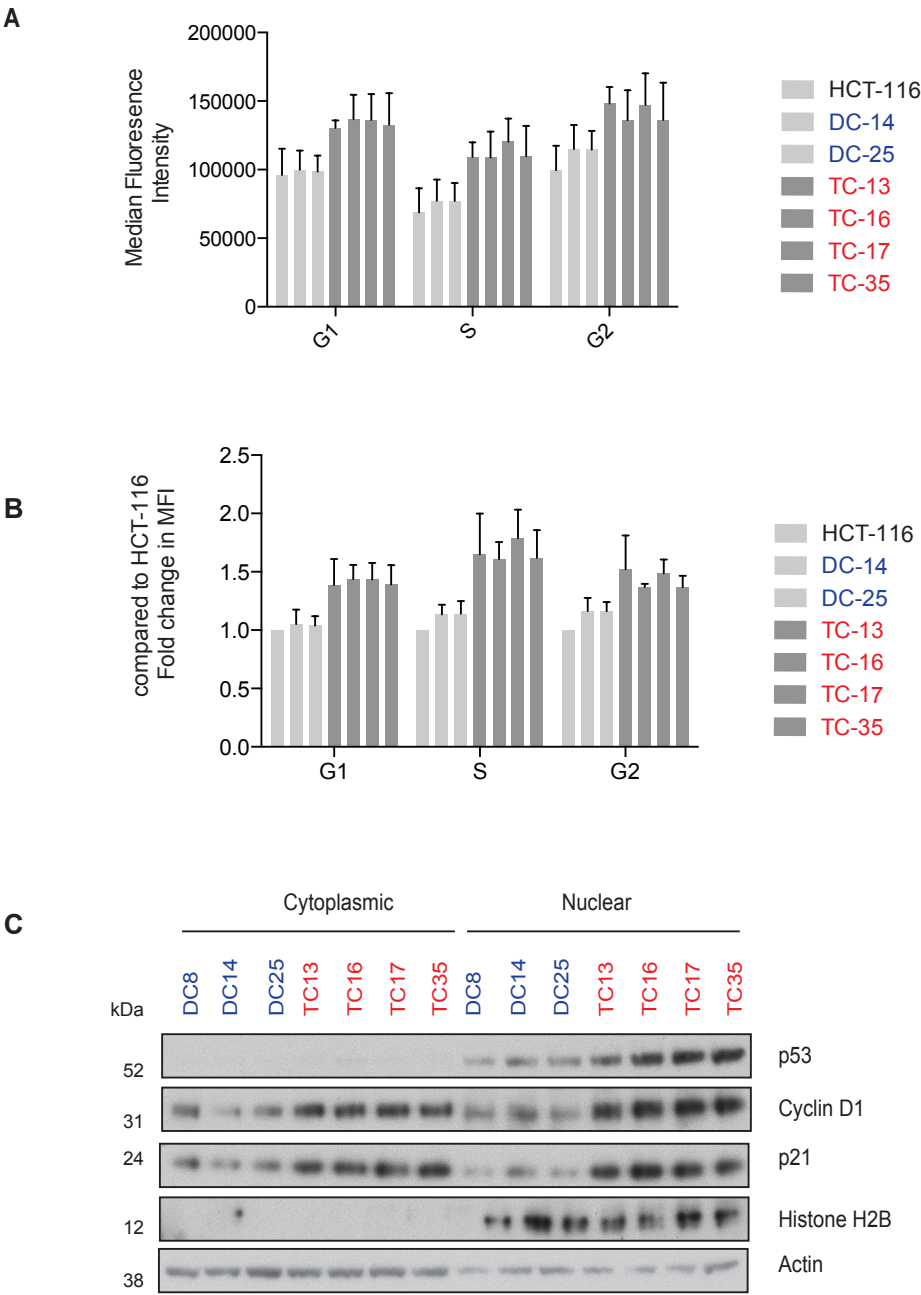 A
200000
150000
100000
50000
0
Median Fluoresence
Intensity
G1
S
G2
HCT-116
DC-14
DC-25
TC-13
TC-16
TC-17
TC-35
B
2.5
2.0
1.5
1.0
0.5
0.0
compared to HCT-116
Fold change in MFI
G1
S
G2
HCT-116
DC-14
DC-25
TC-13
TC-16
TC-17
TC-35
C
Cytoplasmic
Nuclear
kDa
DC8
DC14
DC25
TC13
TC16
TC17
TC35
DC8
DC14
DC25
TC13
TC16
TC17
TC35
52
p53
31
Cyclin D1
24
p21
12
Histone H2B
38
Actin